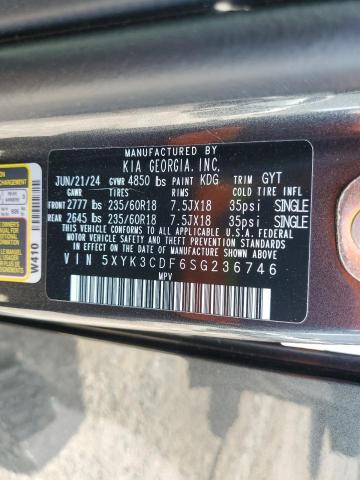 MANUFACTURED BY
KIA GEORGIA, INC.
JUN/21/24 GVWR 4850 lbs PAINT KDG TRIM GYT
GAWR TIRES RIMS COLD
FRONT 2777 lbs 235/60R18 7.5JX18 35psi SINGLE
REAR 2645 lbs 235/60R18 7.5JX18 35psi SINGLE
THIS VEHICLE CONFORMS TO ALL APPLICABLE U.S.A. FEDERAL
MOTOR VEHICLE SAFETY, BUMPER, AND THEFT PREVENTION
STANDARDS IN EFFECT ON THE DATE OF MANUFACTURE SHOWN ABOVE
VIN 5XYK3CDF6SG236746
MPV
W410